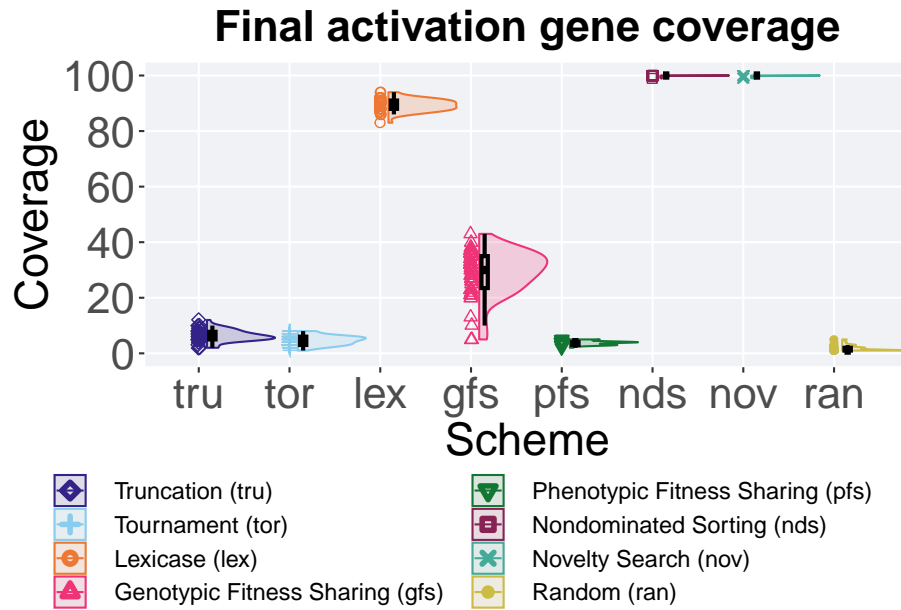 Final activation gene coverage
Coverage
100
80
60
40
20
0
tru tor lex gfs pfs nds nov ran
Scheme
Truncation (tru)
Tournament (tor)
Lexicase (lex)
Genotypic Fitness Sharing (gfs)
Phenotypic Fitness Sharing (pfs)
Nondominated Sorting (nds)
Novelty Search (nov)
Random (ran)